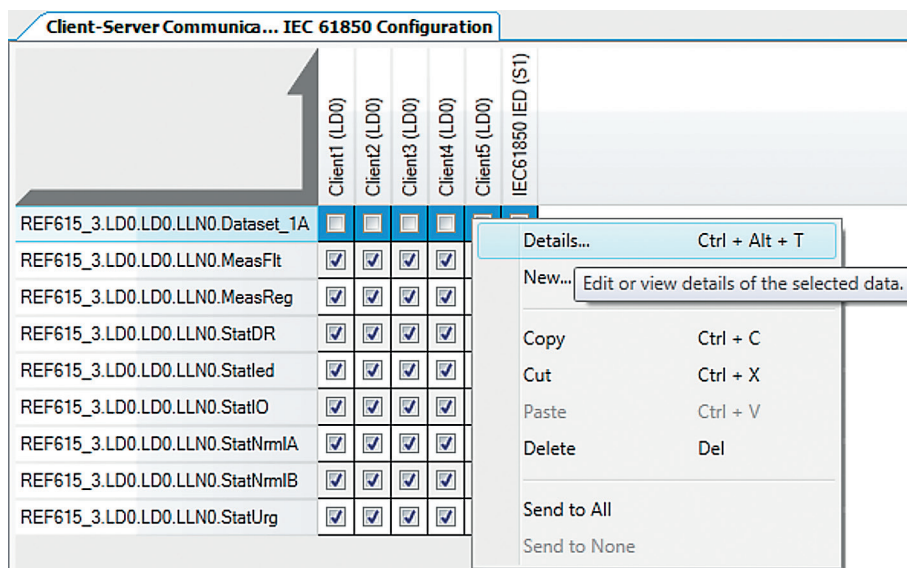 Client-Server Communica... IEC 61850 Configuration
Client1 (LD0)
Client2 (LD0)
Client3 (LD0)
Client4 (LD0)
Client5 (LD0)
IEC61850 IED (S1)
REF615_3.LD0.LD0.LLN0.Dataset_1A
REF615_3.LD0.LD0.LLN0.MeasFlt
REF615_3.LD0.LD0.LLN0.MeasReg
REF615_3.LD0.LD0.LLN0.StatDR
REF615_3.LD0.LD0.LLN0.Statled
REF615_3.LD0.LD0.LLN0.StatIO
REF615_3.LD0.LD0.LLN0.StatNrmlA
REF615_3.LD0.LD0.LLN0.StatNrmlB
REF615_3.LD0.LD0.LLN0.StatUrg
Details... Ctrl + Alt + T
New...
Edit or view details of the selected data.
Copy Ctrl + C
Cut Ctrl + X
Paste Ctrl + V
Delete Del
Send to All
Send to None